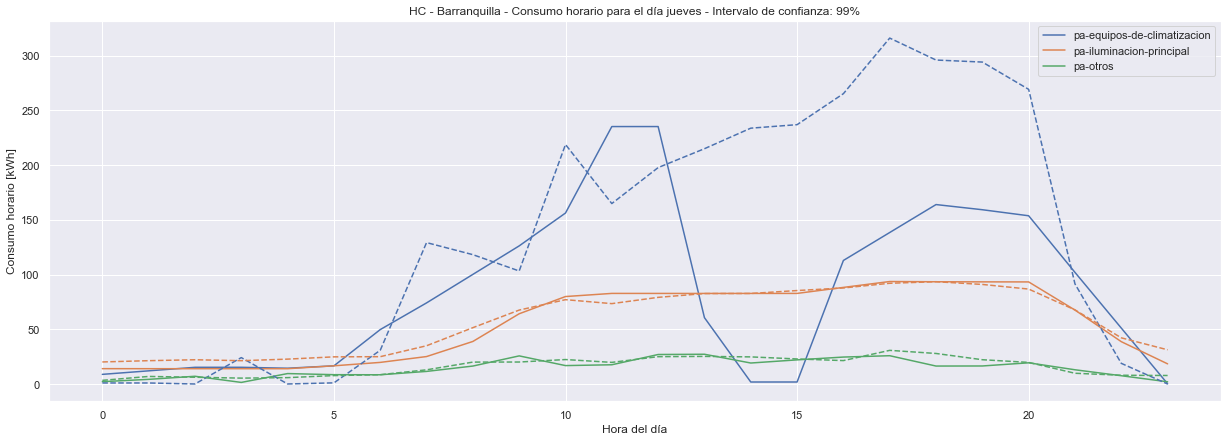 HC - Barranquilla - Consumo horario para el día jueves - Intervalo de confianza: 99%
pa-equipos-de-climatizacion
pa-iluminacion-principal
pa-otros
Consumo horario [kWh]
300
250
200
150
100
50
0
0
5
10
15
20
Hora del día